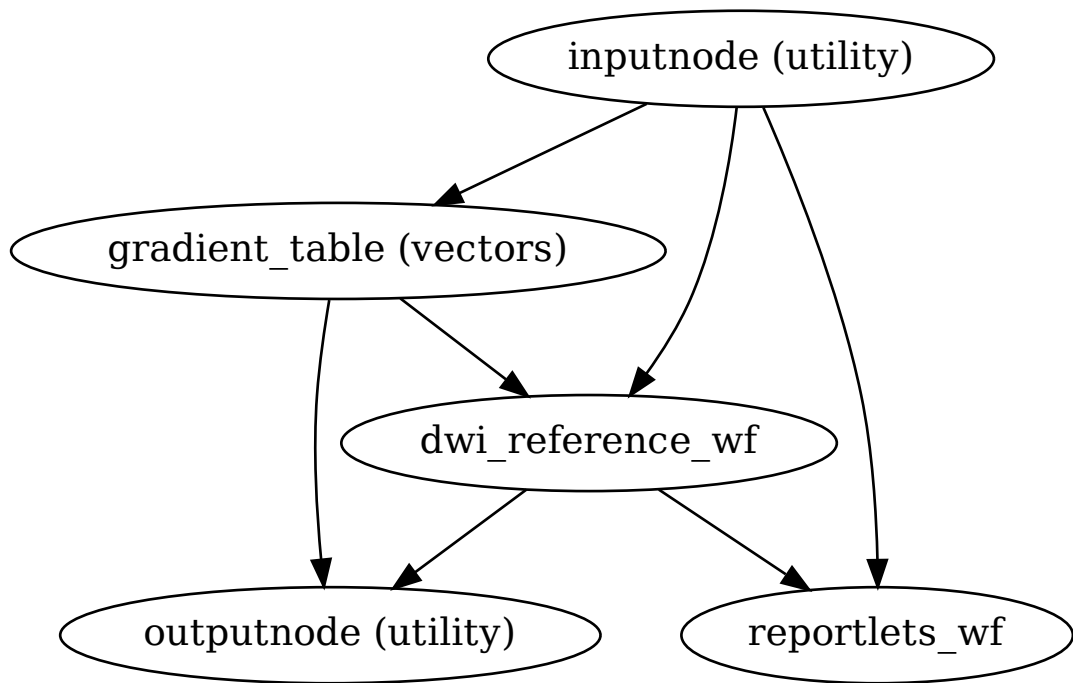 inputnode (utility)
gradient_table (vectors)
dwi_reference_wf
outputnode (utility)
reportlets_wf